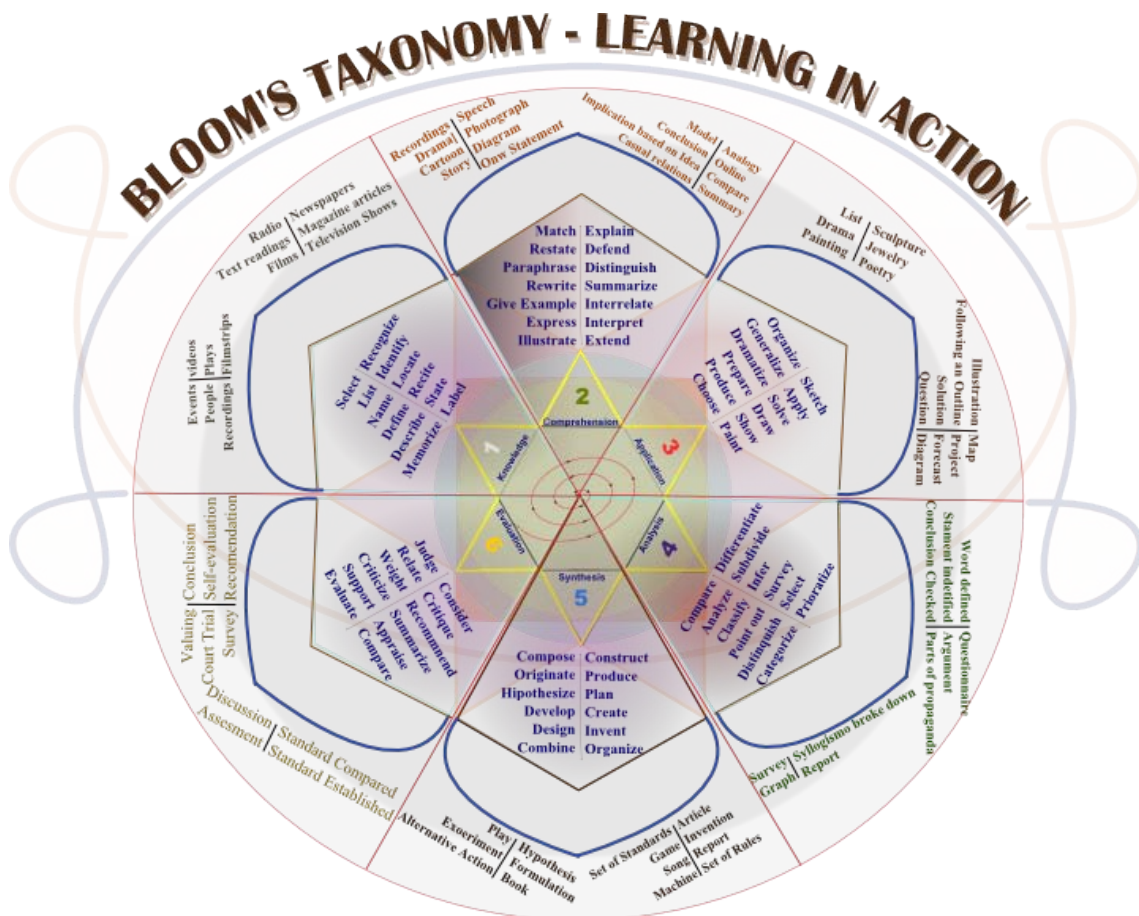 BLOOM'S TAXONOMY - LEARNING IN ACTION
Recordings Speech
Drama Photograph
Cartoon Diagram
Story Onw Statement
Model Analogy
Conclusion Online
Implication based on Idea Compare
Casual relations Summary
Match Explain
Restate Defend
Paraphrase Distinguish
Rewrite Summarize
Give Example Interrelate
Express Interpret
Illustrate Extend
2
Comprehension
List Sculpture
Drama Jewelry
Painting Poetry
Illustration Map
Following an Outline Project
Solution Forecast
Question Diagram
Organize Sketch
Generalize Apply
Dramatize Solve
Prepare Draw
Produce Show
Choose Paint
3
Application
Word defined Questionnaire
Stament indetified Argument
Conclusion Checked Parts of propaganda
Survey Syllogismo broke down
Graph Report
Compare Differentiate
Analyze Subdivide
Classify Infer
Point out Survey
Distinguish Select
Categorize Prioratize
4
Analysis
Synthesis
5
Compose Construct
Originate Produce
Hipothesize Plan
Develop Create
Design Invent
Combine Organize
Set of Standards Article
Game Invention
Song Report
Machine Set of Rules
Play Hypothesis
Exoeriment Formulation
Alternative Action Book
6
Evaluation
Judge Consider
Relate Critique
Weigh Recommnend
Criticize Summarize
Support Appraise
Evaluate Compare
Discussion Standard Compared
Assesment Standard Established
Valuing Conclusion
Court Trial Self-evaluation
Survey Recomendation
1
Knowledge
Select Recognize
List Identify
Name Locate
Define Recite
Describe State
Memorize Label
Events videos
People Plays
Recordings Filmstrips
Radio Newspapers
Text readings Magazine articles
Films Television Shows